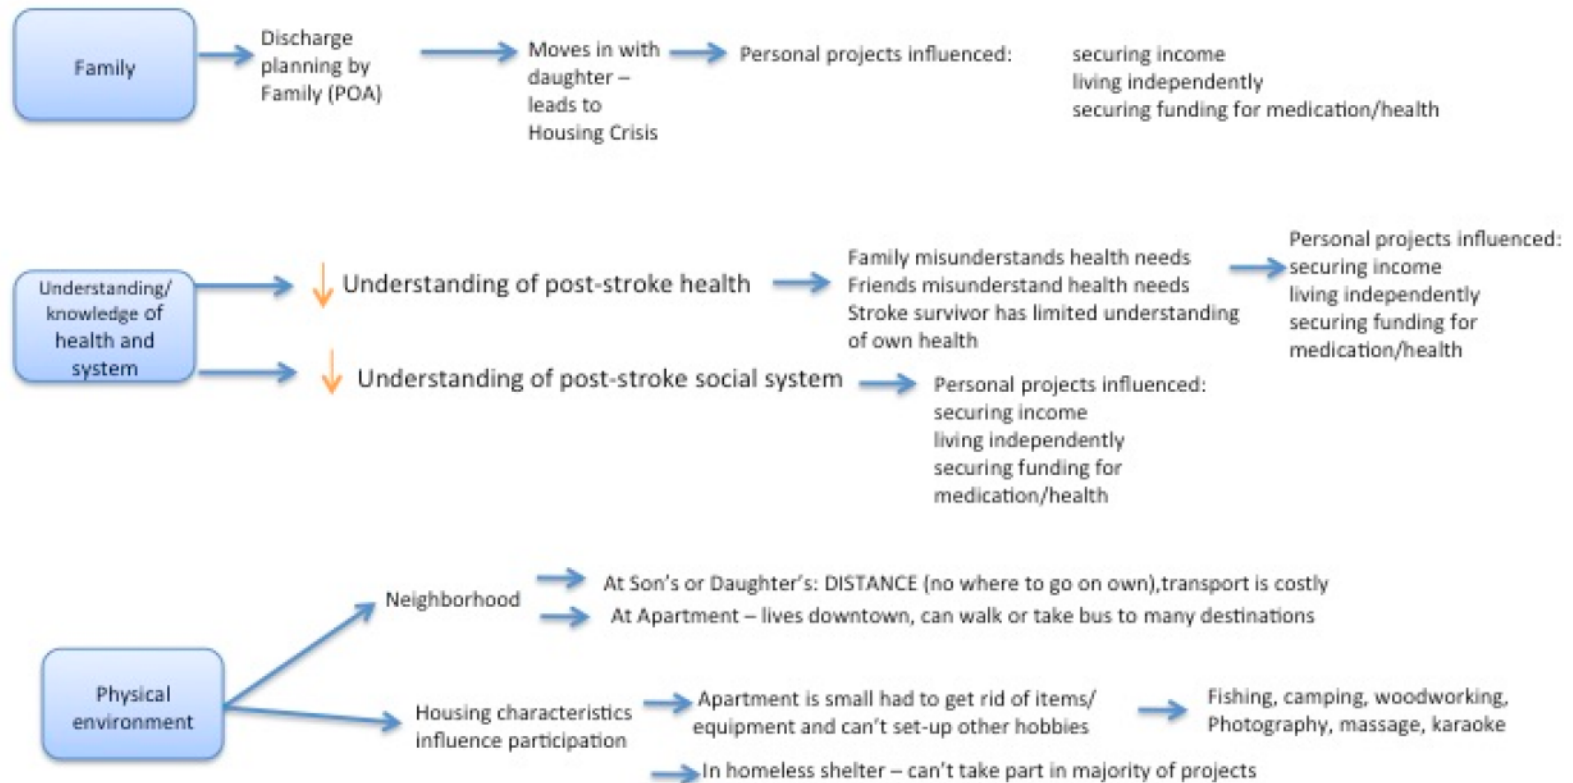 Family
Discharge
planning by
Family (POA)
Moves in with
daughter –
leads to
Housing Crisis
Personal projects influenced:
securing income
living independently
securing funding for medication/health
Understanding/
knowledge of
health and
system
Understanding of post-stroke health
Family misunderstands health needs
Friends misunderstand health needs
Stroke survivor has limited understanding
of own health
Personal projects influenced:
securing income
living independently
securing funding for
medication/health
Understanding of post-stroke social system
Personal projects influenced:
securing income
living independently
securing funding for
medication/health
Physical
environment
Neighborhood
At Son's or Daughter's: DISTANCE (no where to go on own),transport is costly
At Apartment – lives downtown, can walk or take bus to many destinations
Housing characteristics
influence participation
Apartment is small had to get rid of items/
equipment and can't set-up other hobbies
Fishing, camping, woodworking,
Photography, massage, karaoke
In homeless shelter – can't take part in majority of projects